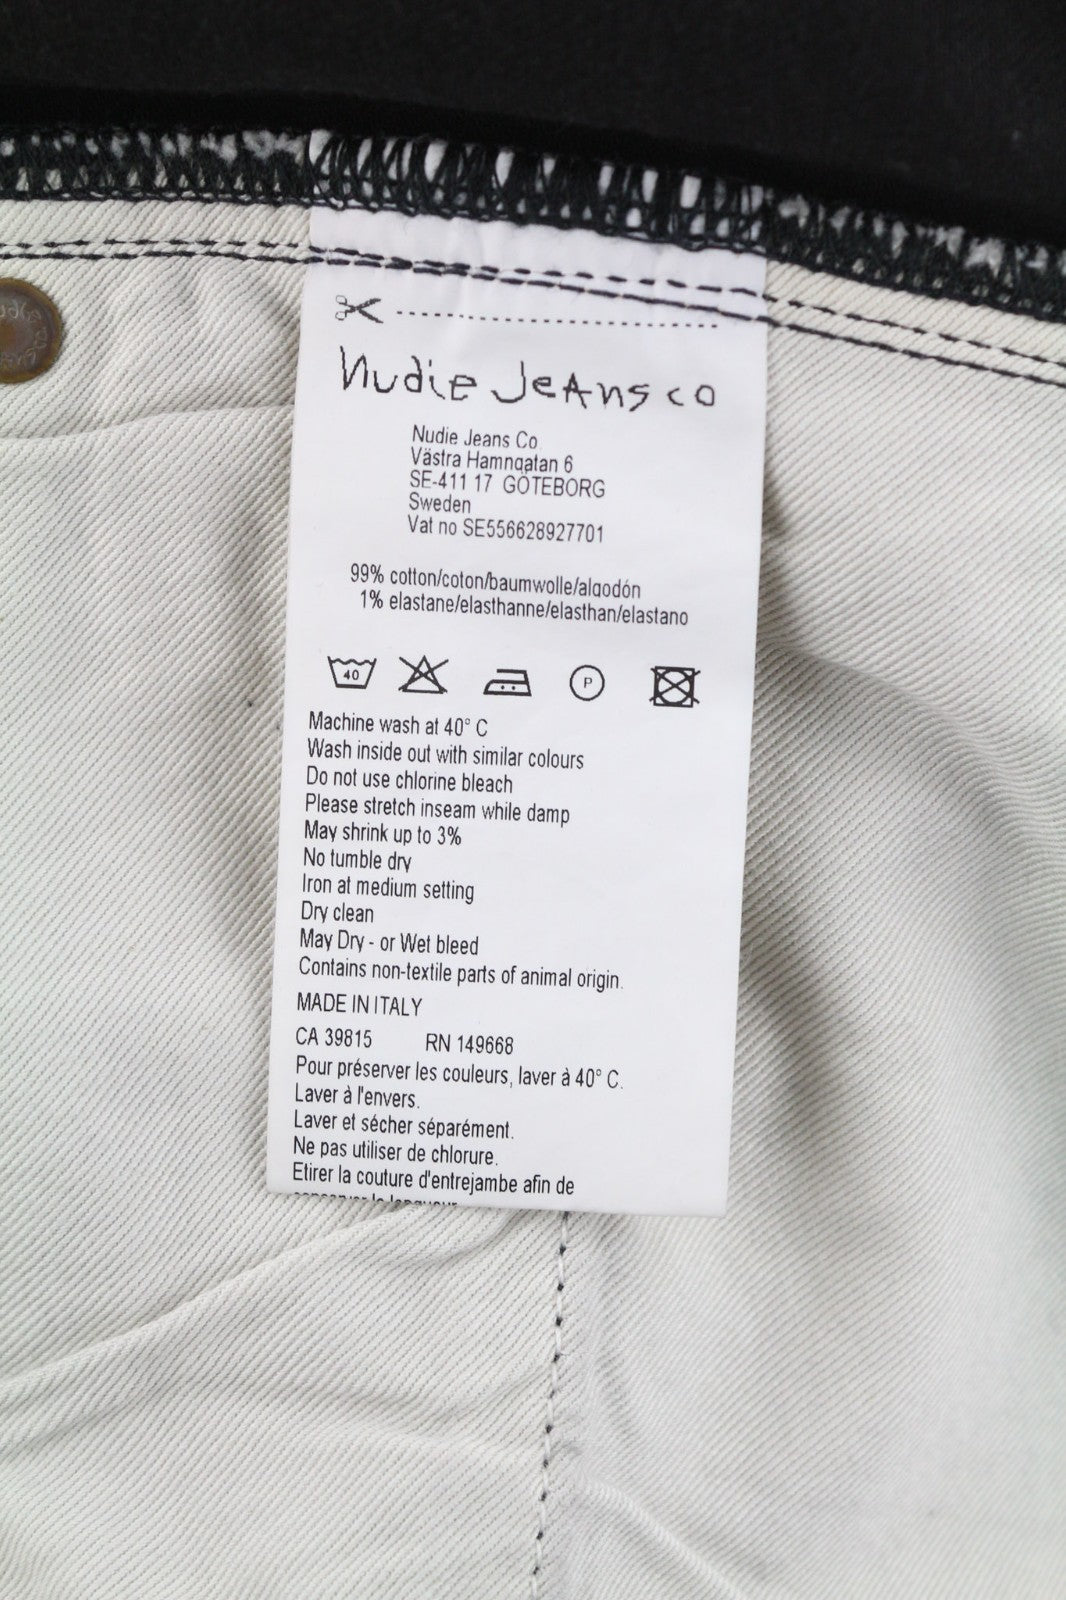 Nudie Jeans co
Nudie Jeans Co
Västra Hamngatan 6
SE-411 17 GÖTEBORG
Sweden
Vat no SE556628927701
99% cotton/coton/baumwolle/algodón
1% elastane/elasthanne/elasthan/elastano
40
P
Machine wash at 40° C
Wash inside out with similar colours
Do not use chlorine bleach
Please stretch inseam while damp
May shrink up to 3%
No tumble dry
Iron at medium setting
Dry clean
May Dry - or Wet bleed
Contains non-textile parts of animal origin.
MADE IN ITALY
CA 39815 RN 149668
Pour préserver les couleurs, laver à 40° C.
Laver à l'envers.
Laver et sécher séparément.
Ne pas utiliser de chlorure.
Etirer la couture d'entrejambe afin de